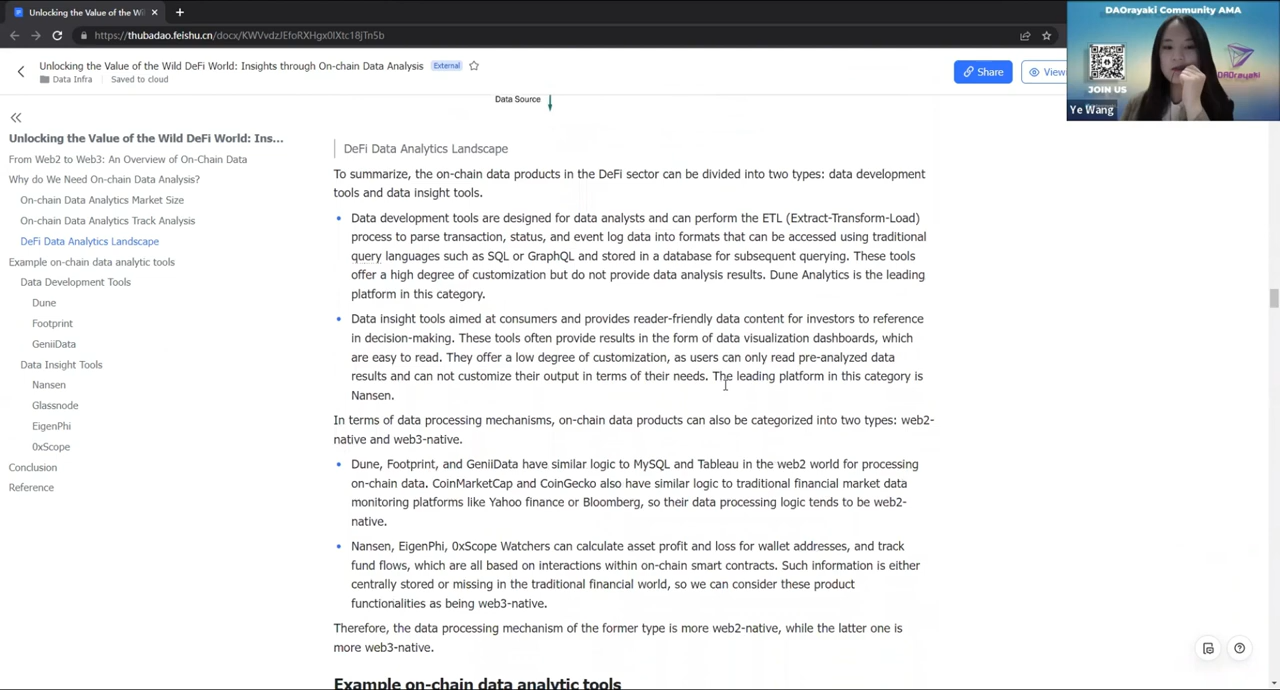 Unlocking the Value of the Wil
https://thubadao.feishu.cn/docx/KWVvdzJEfoRXHgx0IXtc18jTn5b
DAOrayaki Community AMA
JOIN US
DAOrayaki
Ye Wang
Unlocking the Value of the Wild DeFi World: Insights through On-chain Data Analysis External
Data Infra Saved to cloud
Share
View
Unlocking the Value of the Wild DeFi World: Ins...
From Web2 to Web3: An Overview of On-Chain Data
Why do We Need On-chain Data Analysis?
On-chain Data Analytics Market Size
On-chain Data Analytics Track Analysis
DeFi Data Analytics Landscape
Example on-chain data analytic tools
Data Development Tools
Dune
Footprint
GeniiData
Data Insight Tools
Nansen
Glassnode
EigenPhi
0xScope
Conclusion
Reference
Data Source
DeFi Data Analytics Landscape
To summarize, the on-chain data products in the DeFi sector can be divided into two types: data development
tools and data insight tools.
• Data development tools are designed for data analysts and can perform the ETL (Extract-Transform-Load)
process to parse transaction, status, and event log data into formats that can be accessed using traditional
query languages such as SQL or GraphQL and stored in a database for subsequent querying. These tools
offer a high degree of customization but do not provide data analysis results. Dune Analytics is the leading
platform in this category.
• Data insight tools aimed at consumers and provides reader-friendly data content for investors to reference
in decision-making. These tools often provide results in the form of data visualization dashboards, which
are easy to read. They offer a low degree of customization, as users can only read pre-analyzed data
results and can not customize their output in terms of their needs. The leading platform in this category is
Nansen.
In terms of data processing mechanisms, on-chain data products can also be categorized into two types: web2-
native and web3-native.
• Dune, Footprint, and GeniiData have similar logic to MySQL and Tableau in the web2 world for processing
on-chain data. CoinMarketCap and CoinGecko also have similar logic to traditional financial market data
monitoring platforms like Yahoo finance or Bloomberg, so their data processing logic tends to be web2-
native.
• Nansen, EigenPhi, 0xScope Watchers can calculate asset profit and loss for wallet addresses, and track
fund flows, which are all based on interactions within on-chain smart contracts. Such information is either
centrally stored or missing in the traditional financial world, so we can consider these product
functionalities as being web3-native.
Therefore, the data processing mechanism of the former type is more web2-native, while the latter one is
more web3-native.
Example on-chain data analytic tools